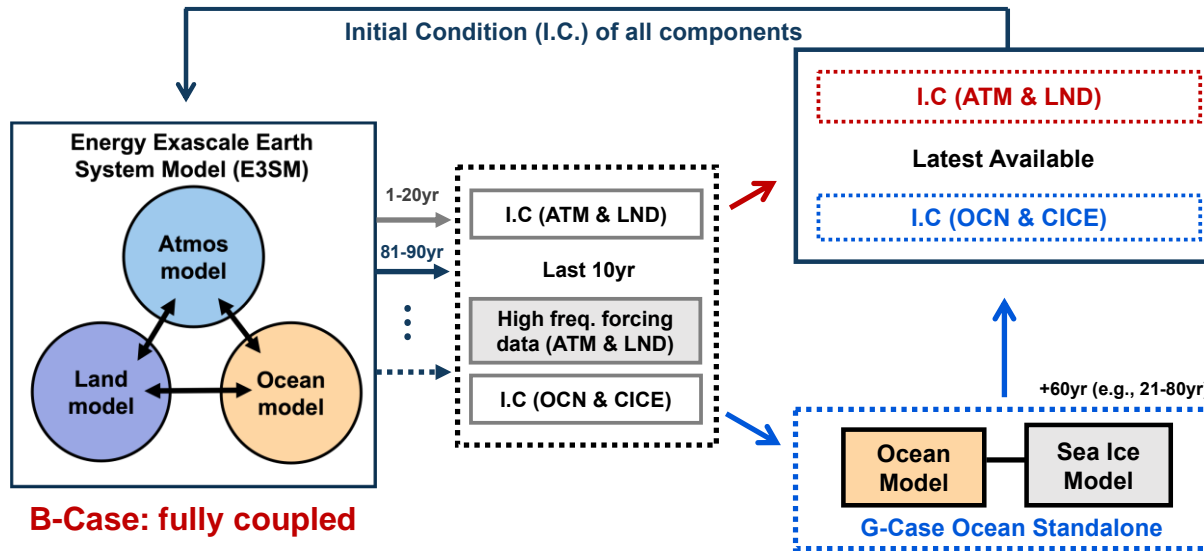 Initial Condition (I.C.) of all components
Energy Exascale Earth
System Model (E3SM)
Atmos
model
Land
model
Ocean
model
B-Case: fully coupled
1-20yr
81-90yr
I.C (ATM & LND)
Last 10yr
High freq. forcing
data (ATM & LND)
I.C (OCN & CICE)
I.C (ATM & LND)
Latest Available
I.C (OCN & CICE)
+60yr (e.g., 21-80yr
Ocean
Model
Sea Ice
Model
G-Case Ocean Standalone